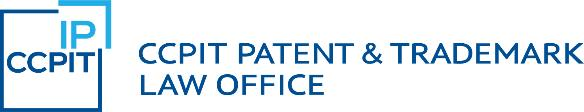 IP
CCPIT
CCPIT PATENT & TRADEMARK
LAW OFFICE